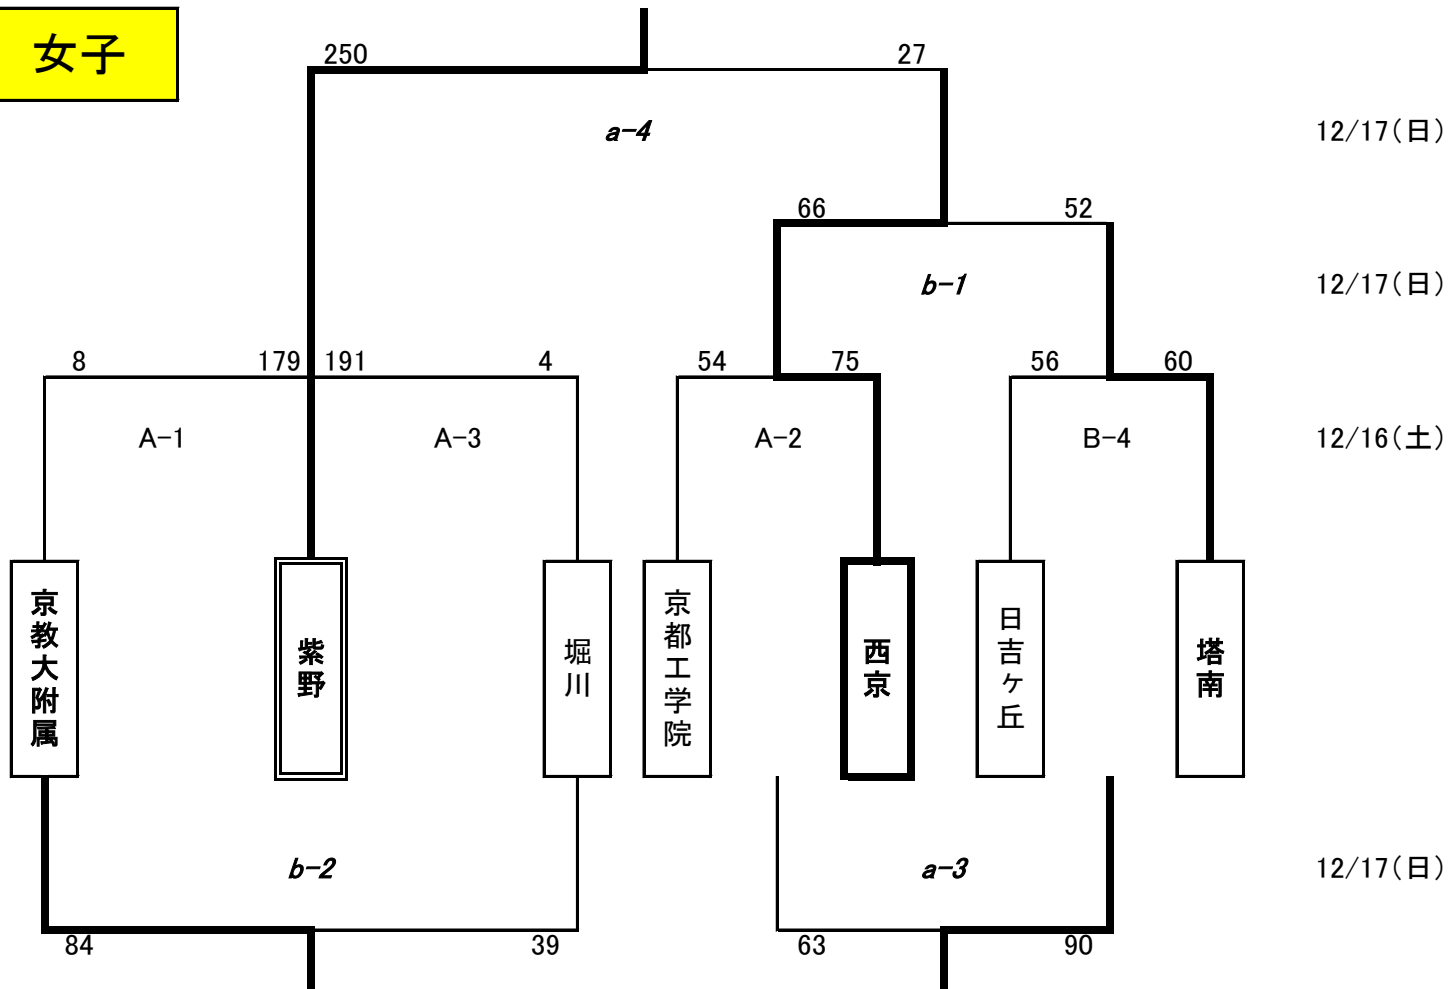 女子
250 27
a-4 12/17(日)
66 52
b-1 12/17(日)
8 179 191 4 54 75 56 60
A-1 A-3 A-2 B-4 12/16(土)
京教大附属
紫野
堀川
京都工学院
西京
日吉ヶ丘
塔南
b-2 a-3 12/17(日)
84 39 63 90